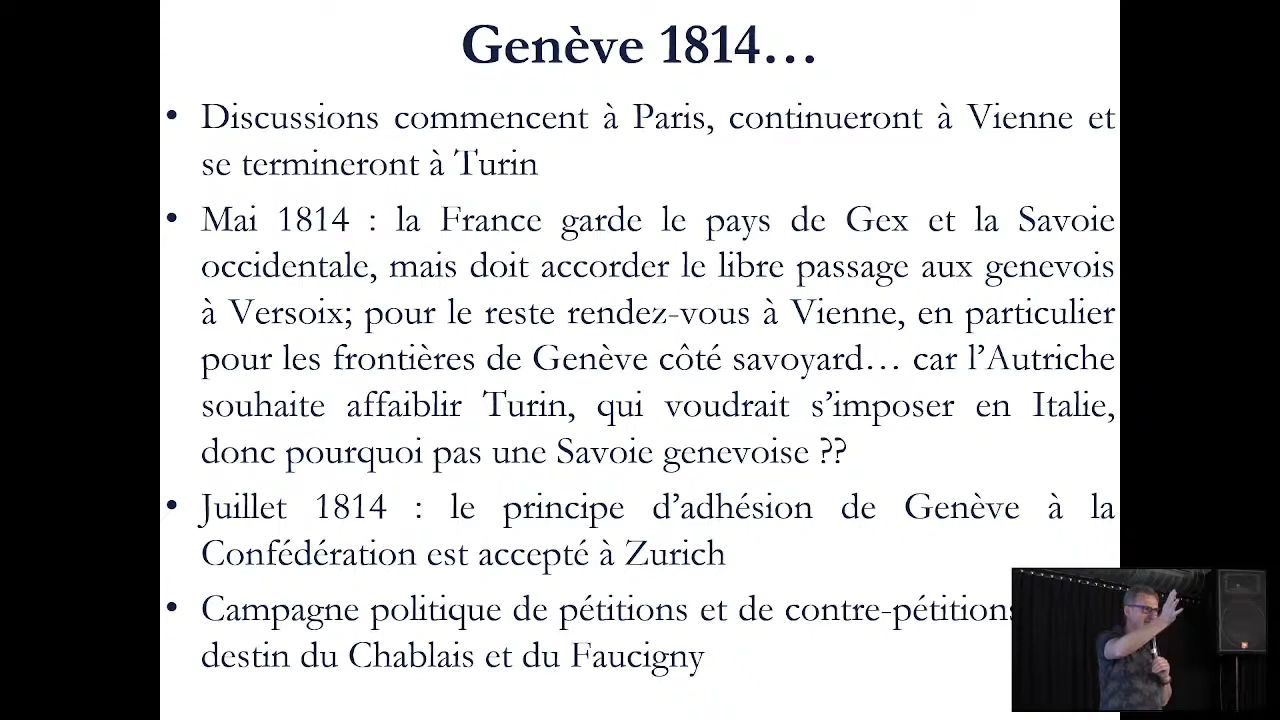 Genève 1814…
• Discussions commencent à Paris, continueront à Vienne et
se termineront à Turin
• Mai 1814 : la France garde le pays de Gex et la Savoie
occidentale, mais doit accorder le libre passage aux genevois
à Versoix; pour le reste rendez-vous à Vienne, en particulier
pour les frontières de Genève côté savoyard… car l’Autriche
souhaite affaiblir Turin, qui voudrait s’imposer en Italie,
donc pourquoi pas une Savoie genevoise ??
• Juillet 1814 : le principe d’adhésion de Genève à la
Confédération est accepté à Zurich
• Campagne politique de pétitions et de contre-pétitions
destin du Chablais et du Faucigny